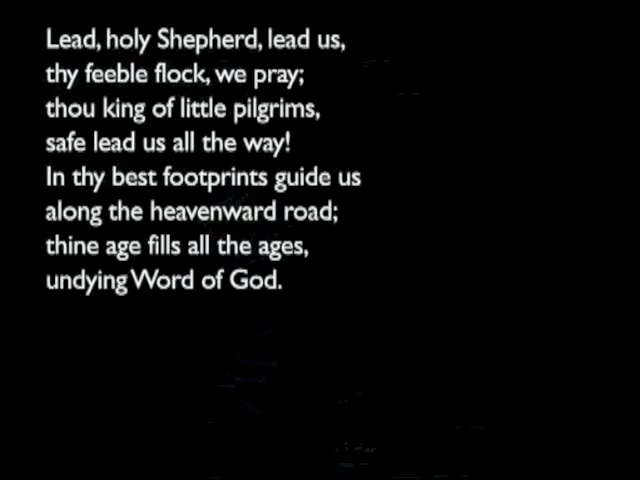 Lead, holy Shepherd, lead us,
thy feeble flock, we pray;
thou king of little pilgrims,
safe lead us all the way!
In thy best footprints guide us
along the heavenward road;
thine age fills all the ages,
undying Word of God.